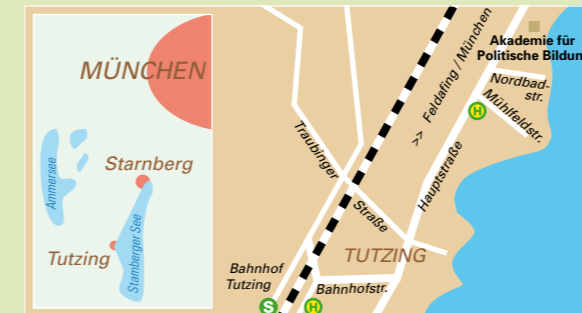 MÜNCHEN
Starnberg
Ammersee
Starnberger See
Tutzing
Akademie für
Politische Bildung
Nordbad-
str.
Mühlfeldstr.
H
>> Feldafing / München
Hauptstraße
Traubinger
Straße
TUTZING
Bahnhof
Tutzing
Bahnhofstr.
S
H